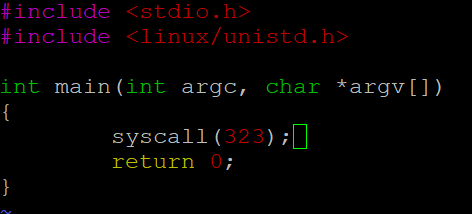 #include <stdio.h>
#include <linux/unistd.h>

int main(int argc, char *argv[])
{
        syscall(323);
        return 0;
}
~